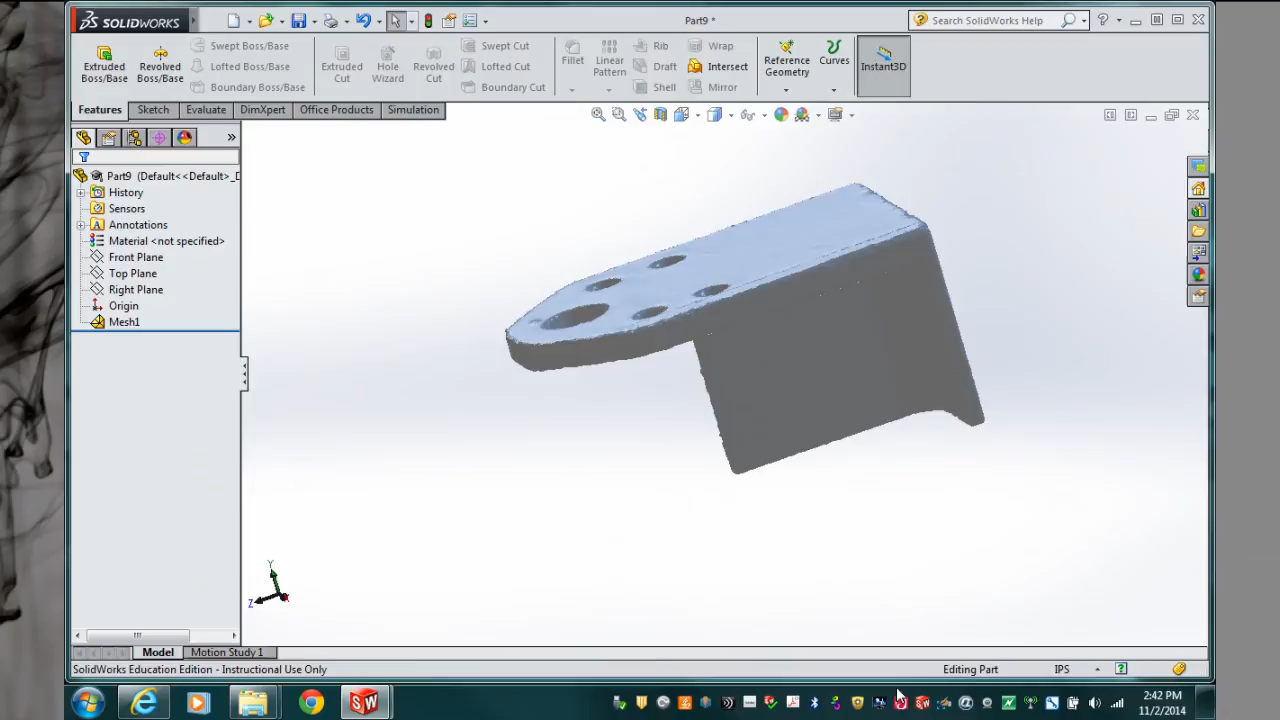 SOLIDWORKS
Part9 *
Search SolidWorks Help
Extruded Boss/Base
Revolved Boss/Base
Swept Boss/Base
Lofted Boss/Base
Boundary Boss/Base
Extruded Cut
Hole Wizard
Revolved Cut
Swept Cut
Lofted Cut
Boundary Cut
Fillet
Linear Pattern
Rib
Draft
Shell
Wrap
Intersect
Mirror
Reference Geometry
Curves
Instant3D
Features
Sketch
Evaluate
DimXpert
Office Products
Simulation
Part9 (Default<<Default>_D
History
Sensors
Annotations
Material <not specified>
Front Plane
Top Plane
Right Plane
Origin
Mesh1
Y
Z
X
Model
Motion Study 1
SolidWorks Education Edition - Instructional Use Only
Editing Part
IPS
2:42 PM
11/2/2014